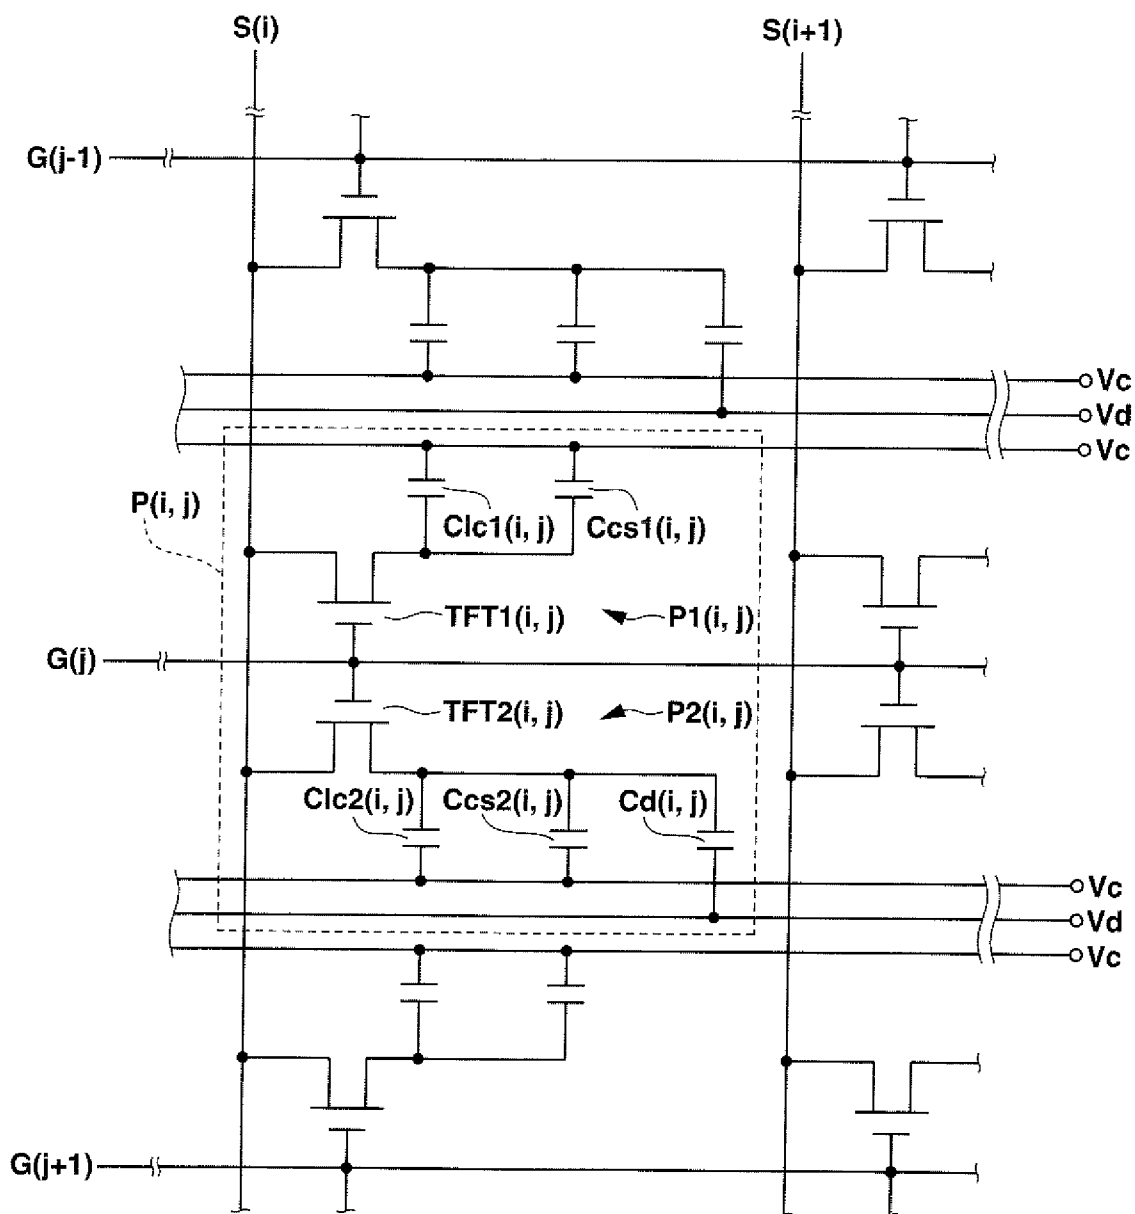 S(i)
S(i+1)
G(j-1)
Vc
Vd
Vc
P(i, j)
Clc1(i, j)
Ccs1(i, j)
TFT1(i, j)
P1(i, j)
G(j)
TFT2(i, j)
P2(i, j)
Clc2(i, j)
Ccs2(i, j)
Cd(i, j)
Vc
Vd
Vc
G(j+1)